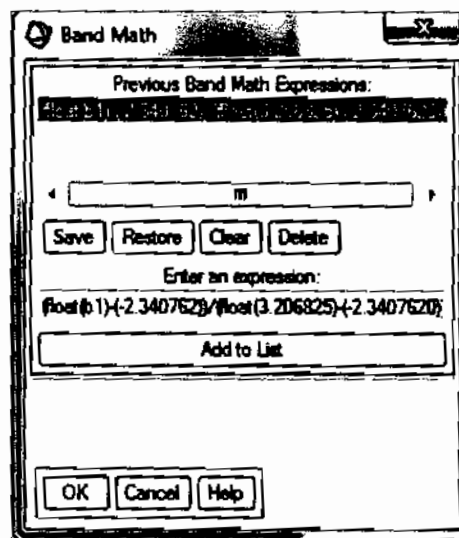 Band Math
Previous Band Math Expressions:
Save Restore Clear Delete
Enter an expression:
(float(b1)-(-2.340762))/(float(3.206825)-(-2.3407620)
Add to List
OK Cancel Help